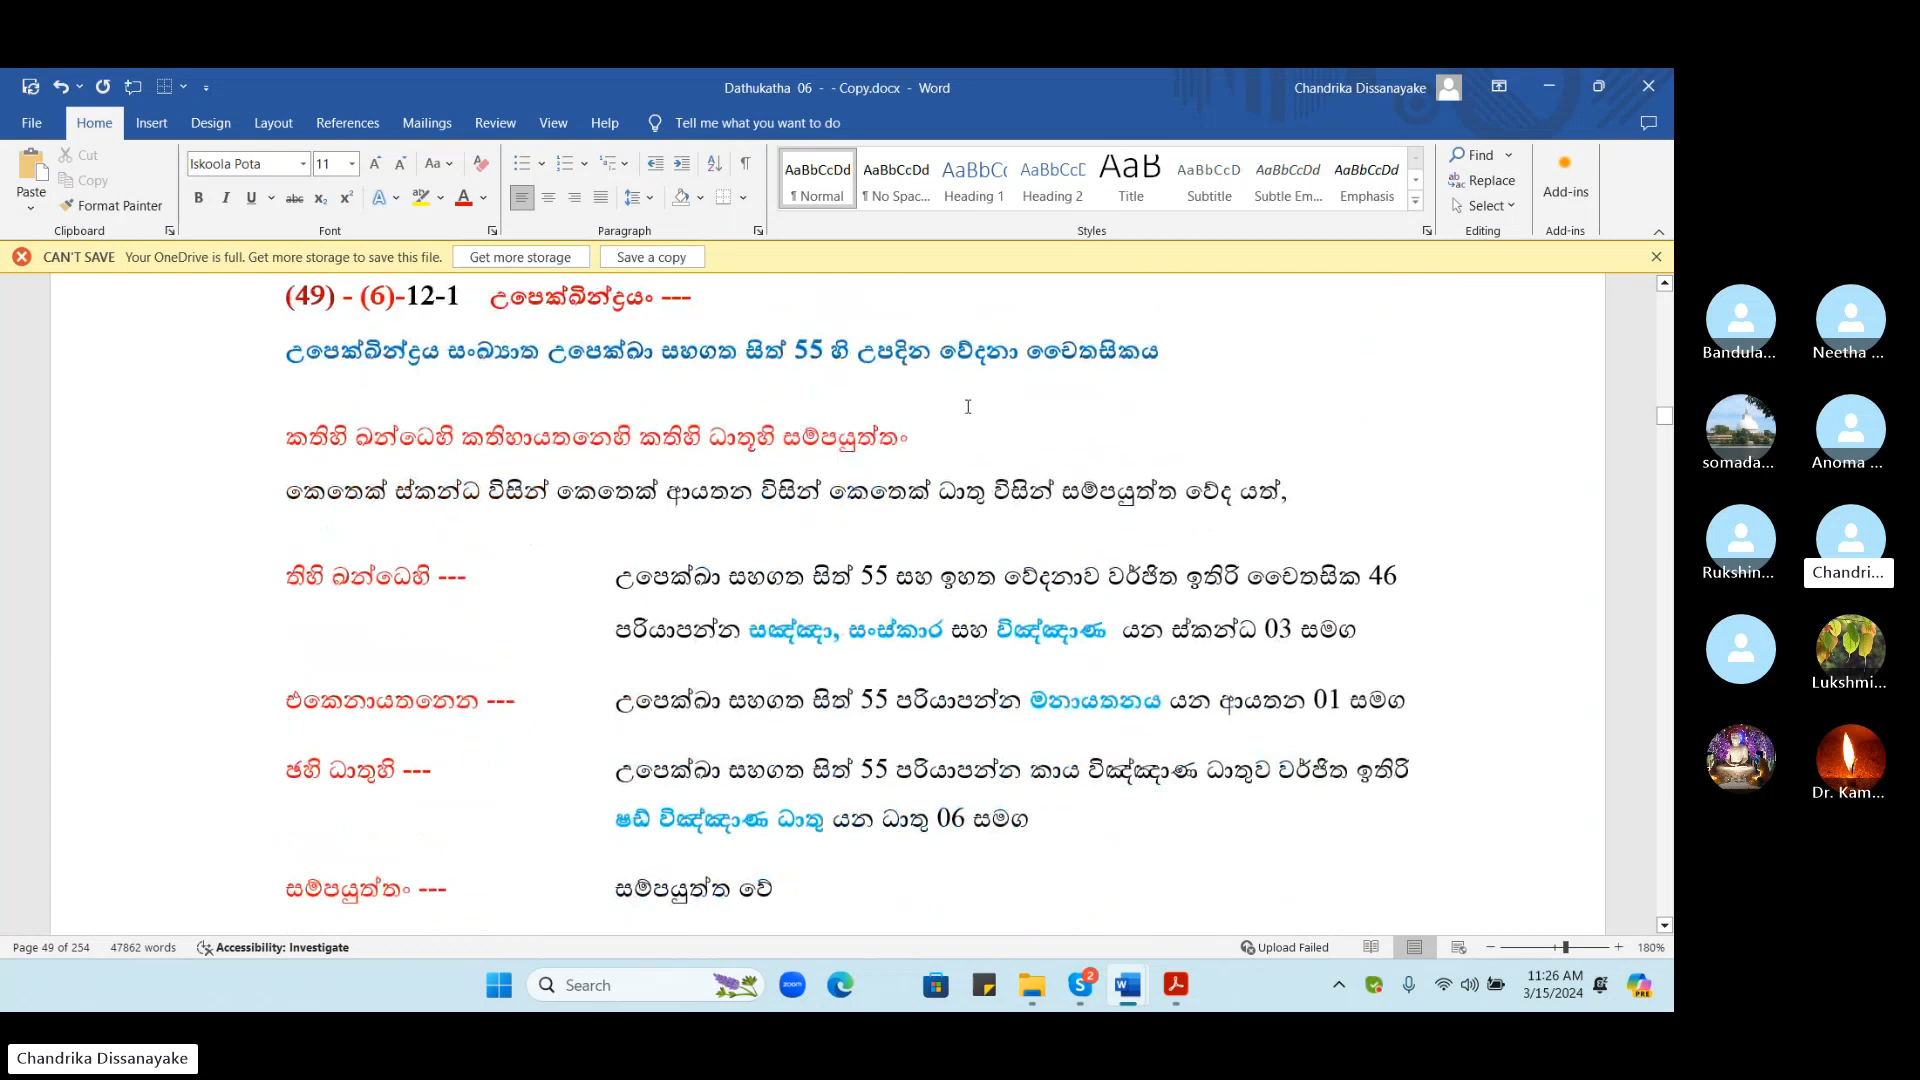 Dathukatha 06 - - Copy.docx - Word
Chandrika Dissanayake
File Home Insert Design Layout References Mailings Review View Help Tell me what you want to do
Paste
Cut
Copy
Format Painter
Clipboard
Iskoola Pota 11
Font
Paragraph
AaBbCcDd AaBbCcDd AaBbCc AaBbCcD AaB AaBbCcD AaBbCcDd AaBbCcDd
¶ Normal ¶ No Spac... Heading 1 Heading 2 Title Subtitle Subtle Em... Emphasis
Styles
Find
Replace
Select
Editing
Add-ins
Add-ins
CAN'T SAVE Your OneDrive is full. Get more storage to save this file. Get more storage Save a copy
(49) - (6)-12-1 උපෙක්ඛින්ද්‍රයං ---
උපෙක්ඛින්ද්‍රය සංඛ්‍යාත උපෙක්ඛා සහගත සිත් 55 හි උපදින වේදනා චෛතසිකය
කතිහි ඛන්ධෙහි කතිහායතනෙහි කතිහි ධාතූහි සම්පයුත්තං
කෙතෙක් ස්කන්ධ විසින් කෙතෙක් ආයතන විසින් කෙතෙක් ධාතු විසින් සම්පයුත්ත වේද යත්,
තිහි ඛන්ධෙහි --- උපෙක්ඛා සහගත සිත් 55 සහ ඉහත වේදනාව වර්ජිත ඉතිරි චෛතසික 46
පරියාපන්න සඤ්ඤා, සංස්කාර සහ විඤ්ඤාණ යන ස්කන්ධ 03 සමග
එකෙනායතනෙන --- උපෙක්ඛා සහගත සිත් 55 පරියාපන්න මනායතනය යන ආයතන 01 සමග
ඡහි ධාතුහි --- උපෙක්ඛා සහගත සිත් 55 පරියාපන්න කාය විඤ්ඤාණ ධාතුව වර්ජිත ඉතිරි
ෂඩ් විඤ්ඤාණ ධාතු යන ධාතු 06 සමග
සම්පයුත්තං --- සම්පයුත්ත වේ
Page 49 of 254 47862 words Accessibility: Investigate Upload Failed 180%
Search
zoom
2
11:26 AM
3/15/2024
PRE
Bandula... Neetha ...
somada... Anoma ...
Rukshin... Chandri...
Lukshmi...
Dr. Kam...
Chandrika Dissanayake